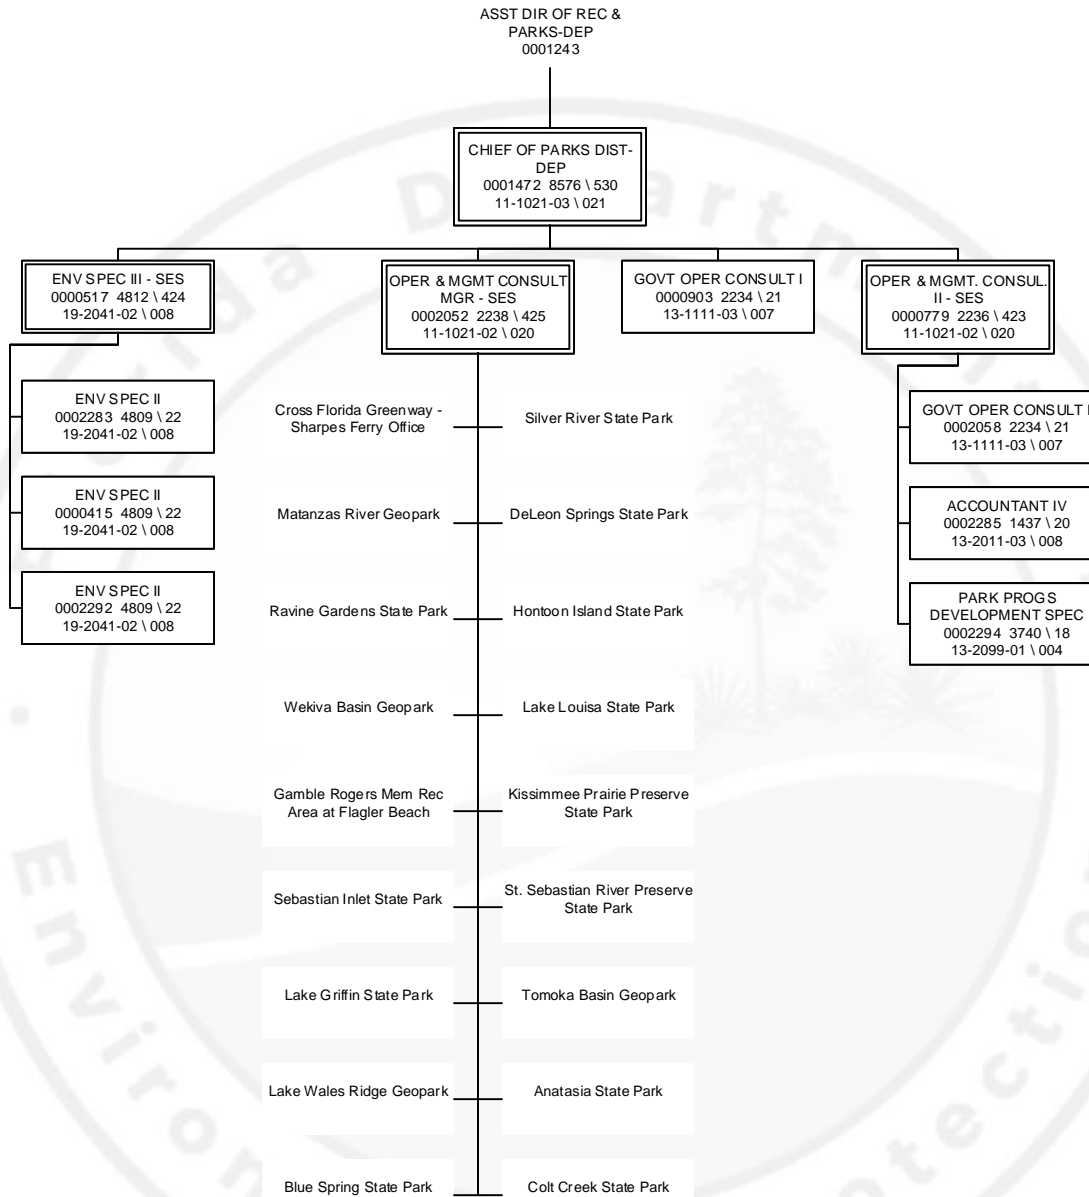 ASST DIR OF REC &
PARKS-DEP
0001243
CHIEF OF PARKS DIST-
DEP
0001472 8576 \ 530
11-1021-03 \ 021
ENV SPEC III - SES
0000517 4812 \ 424
19-2041-02 \ 008
OPER & MGMT CONSULT
MGR - SES
0002052 2238 \ 425
11-1021-02 \ 020
GOVT OPER CONSULT I
0000903 2234 \ 21
13-1111-03 \ 007
OPER & MGMT. CONSUL.
II - SES
0000779 2236 \ 423
11-1021-02 \ 020
ENV SPEC II
0002283 4809 \ 22
19-2041-02 \ 008
ENV SPEC II
0000415 4809 \ 22
19-2041-02 \ 008
ENV SPEC II
0002292 4809 \ 22
19-2041-02 \ 008
Cross Florida Greenway -
Sharpes Ferry Office
Silver River State Park
Matanzas River Geopark
DeLeon Springs State Park
Ravine Gardens State Park
Hontoon Island State Park
Wekiva Basin Geopark
Lake Louisa State Park
Gamble Rogers Mem Rec
Area at Flagler Beach
Kissimmee Prairie Preserve
State Park
Sebastian Inlet State Park
St. Sebastian River Preserve
State Park
Lake Griffin State Park
Tomoka Basin Geopark
Lake Wales Ridge Geopark
Anatasia State Park
Blue Spring State Park
Colt Creek State Park
GOVT OPER CONSULT I
0002058 2234 \ 21
13-1111-03 \ 007
ACCOUNTANT IV
0002285 1437 \ 20
13-2011-03 \ 008
PARK PROGS
DEVELOPMENT SPEC
0002294 3740 \ 18
13-2099-01 \ 004